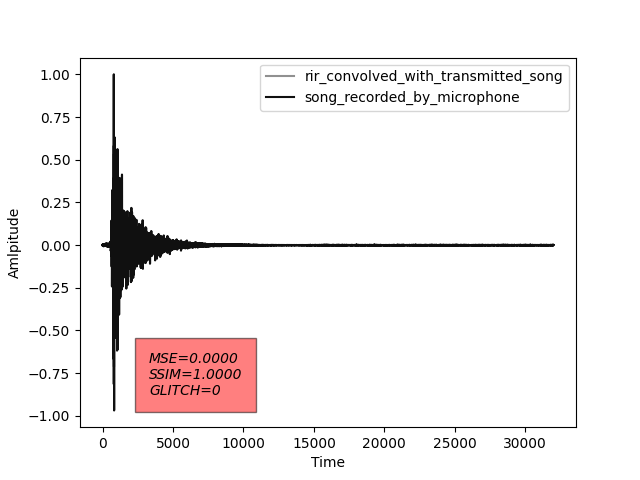 rir_convolved_with_transmitted_song
song_recorded_by_microphone
1.00
0.75
0.50
0.25
0.00
−0.25
−0.50
−0.75
−1.00
Amlpitude
MSE=0.0000
SSIM=1.0000
GLITCH=0
0 5000 10000 15000 20000 25000 30000
Time